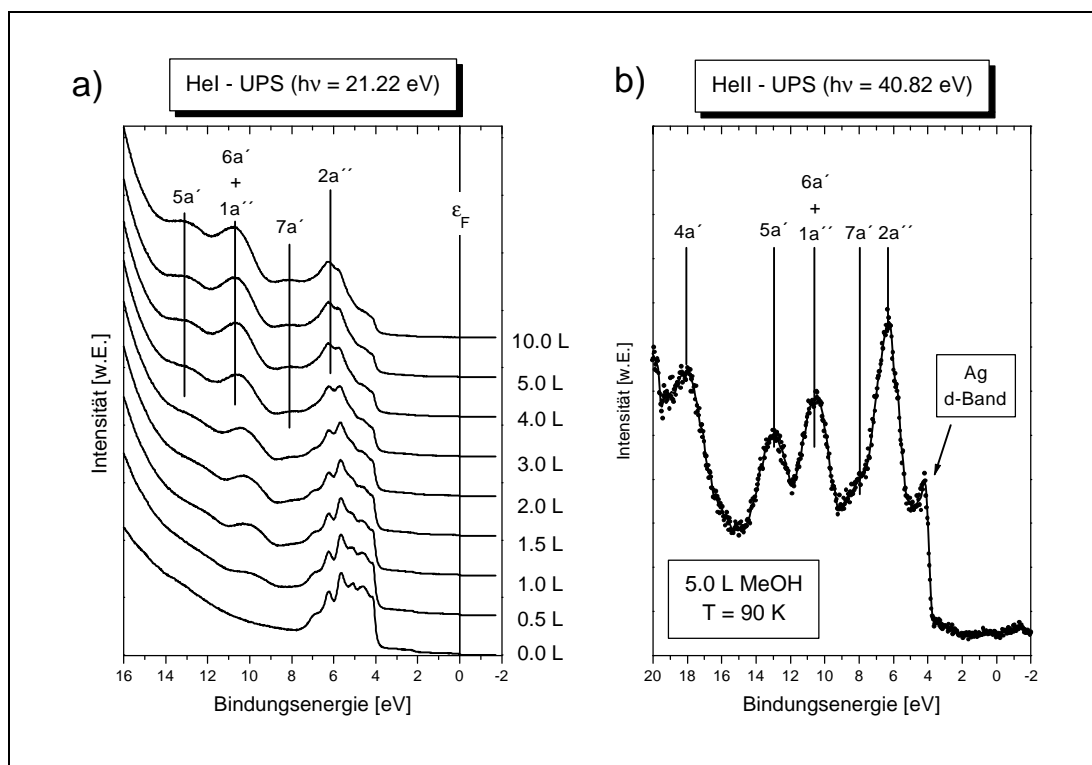 a)
HeI - UPS (hν = 21.22 eV)
6a´
+
5a´
1a´´
7a´
2a´´
ε_F
Intensität [w.E.]
10.0 L
5.0 L
4.0 L
3.0 L
2.0 L
1.5 L
1.0 L
0.5 L
0.0 L
16 14 12 10 8 6 4 2 0 -2
Bindungsenergie [eV]
b)
HeII - UPS (hν = 40.82 eV)
6a´
+
4a´
5a´
1a´´
7a´
2a´´
Ag
d-Band
Intensität [w.E.]
5.0 L MeOH
T = 90 K
20 18 16 14 12 10 8 6 4 2 0 -2
Bindungsenergie [eV]